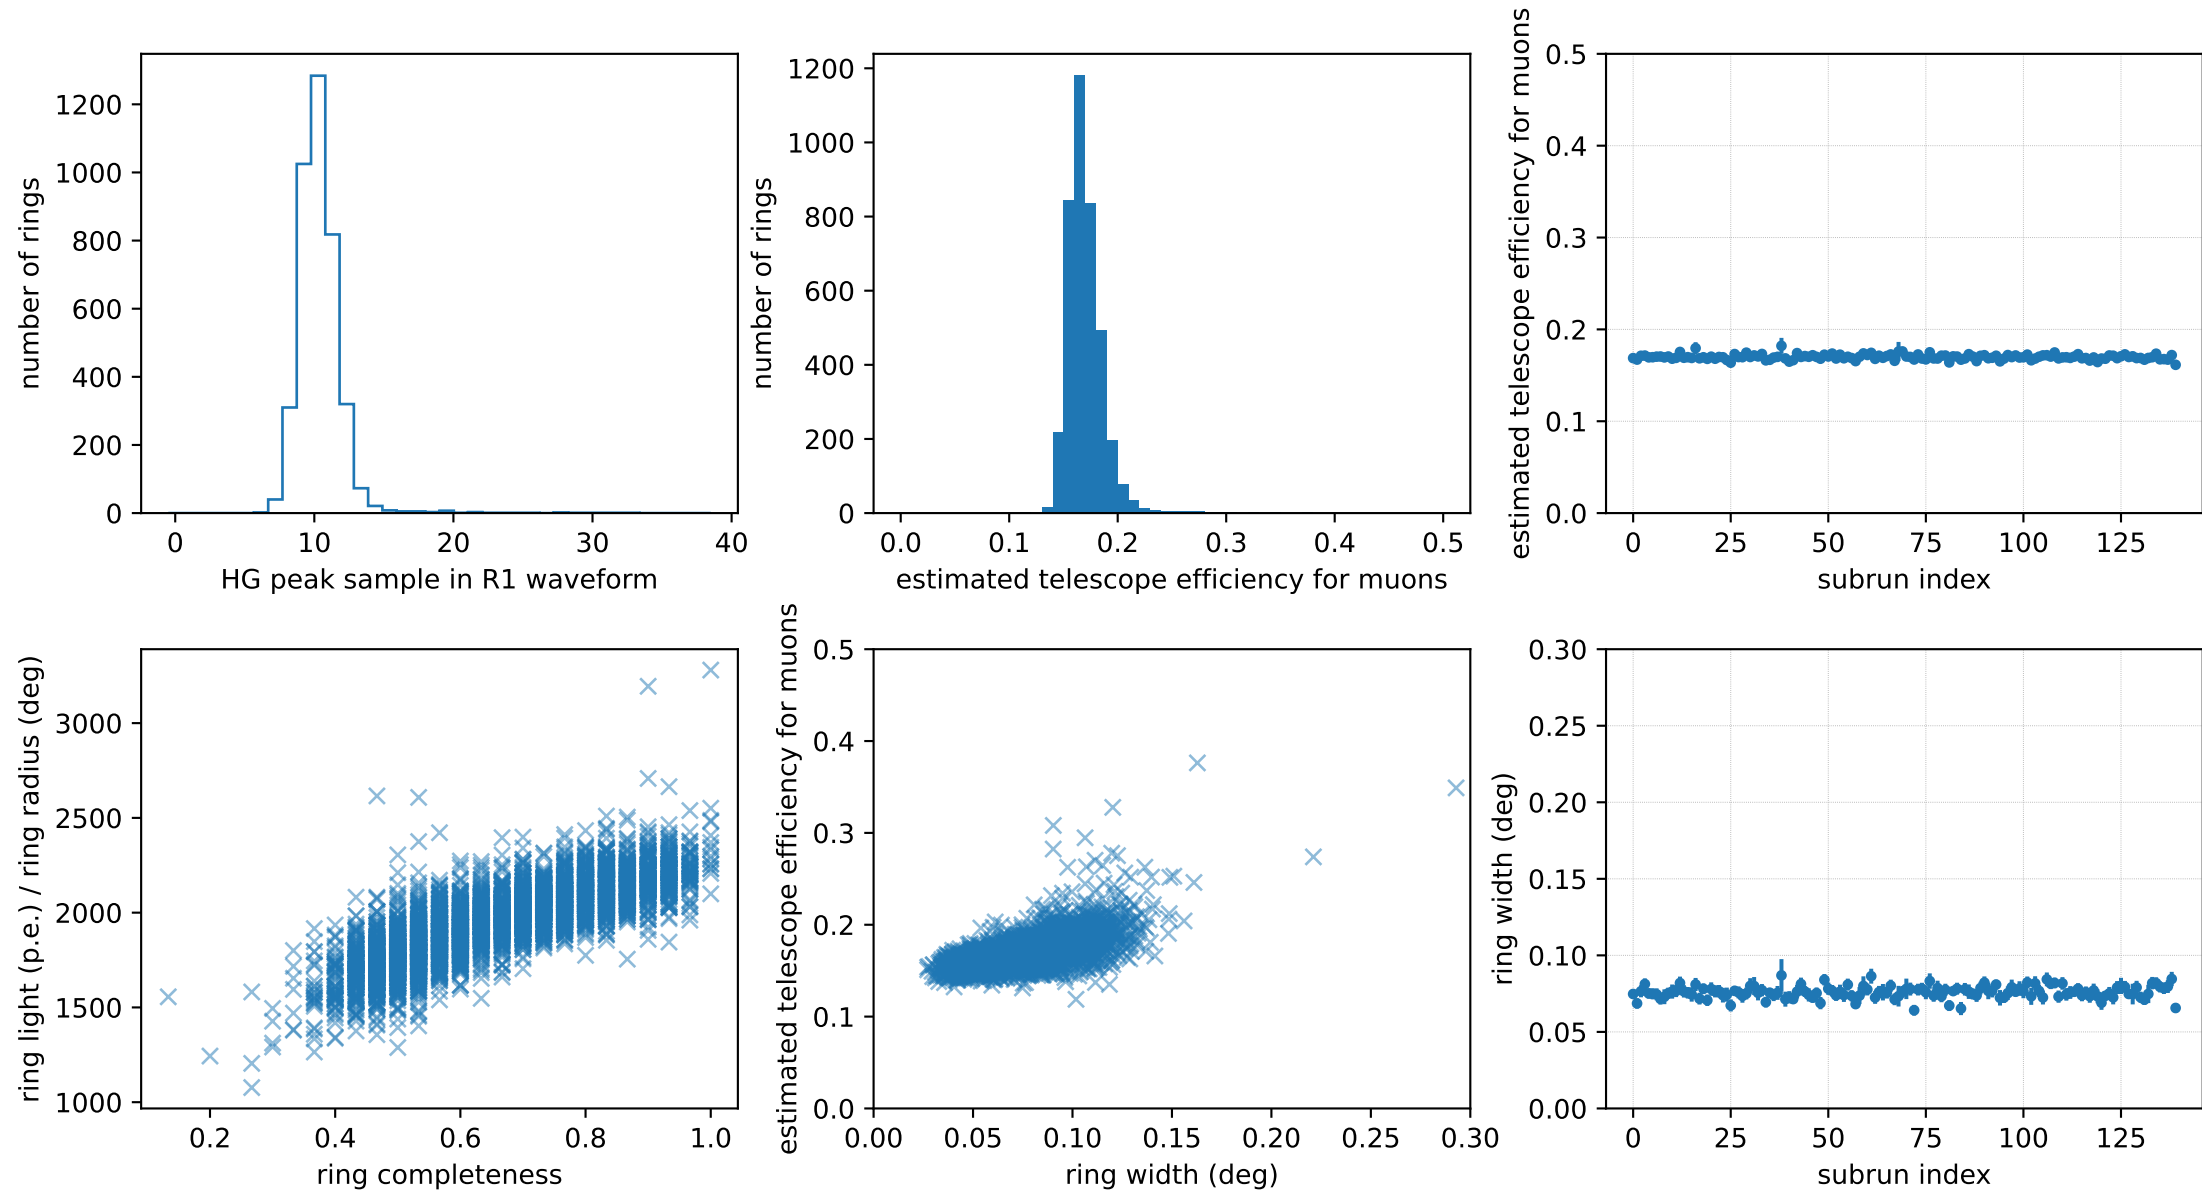 number of rings
1200
1000
800
600
400
200
0
0 10 20 30 40
HG peak sample in R1 waveform
number of rings
1200
1000
800
600
400
200
0
0.0 0.1 0.2 0.3 0.4 0.5
estimated telescope efficiency for muons
estimated telescope efficiency for muons
0.5
0.4
0.3
0.2
0.1
0.0
0 25 50 75 100 125
subrun index
ring light (p.e.) / ring radius (deg)
3000
2500
2000
1500
1000
0.2 0.4 0.6 0.8 1.0
ring completeness
estimated telescope efficiency for muons
0.5
0.4
0.3
0.2
0.1
0.0
0.00 0.05 0.10 0.15 0.20 0.25 0.30
ring width (deg)
ring width (deg)
0.30
0.25
0.20
0.15
0.10
0.05
0.00
0 25 50 75 100 125
subrun index